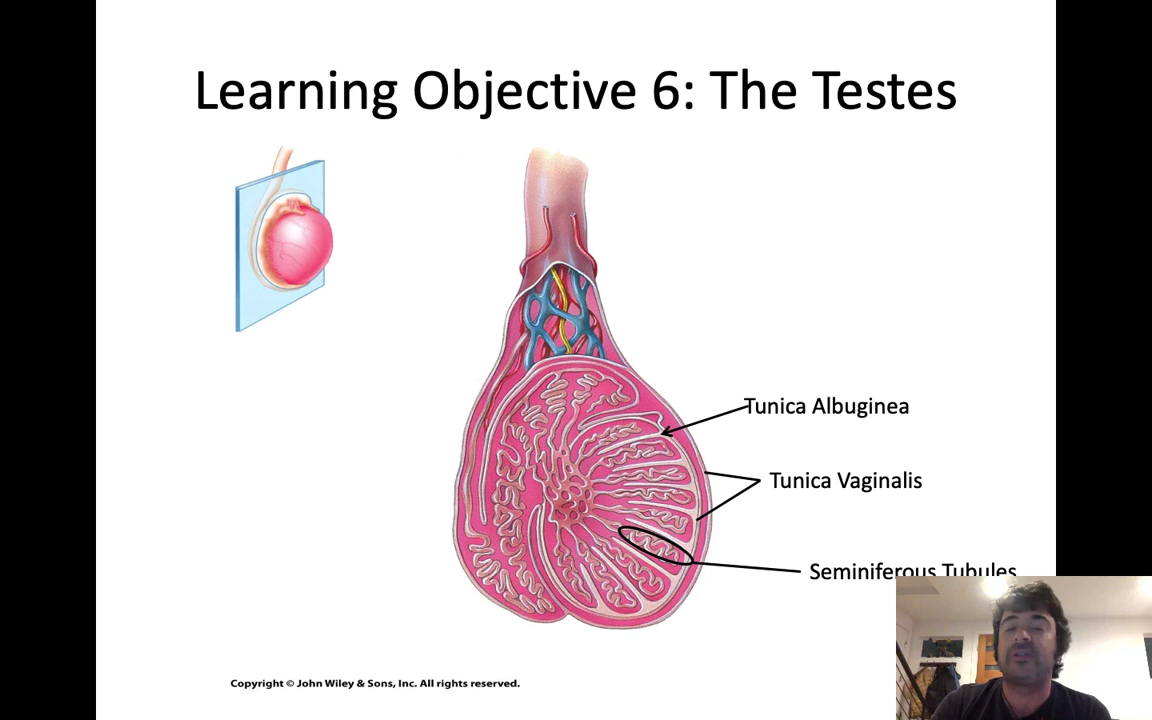 Learning Objective 6: The Testes
Tunica Albuginea
Tunica Vaginalis
Seminiferous Tubules
Copyright © John Wiley & Sons, Inc. All rights reserved.